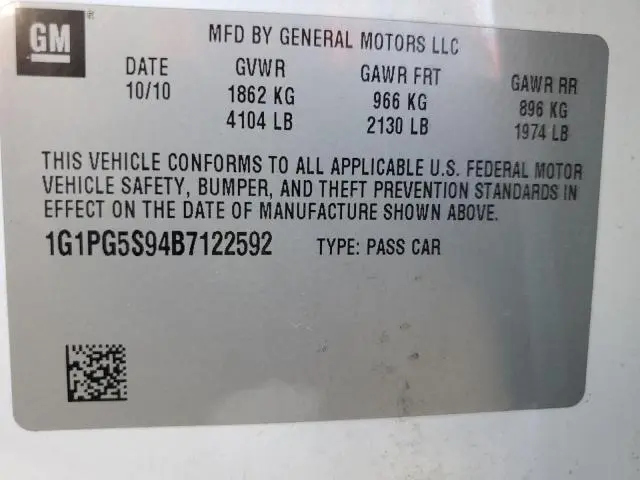 GM
MFD BY GENERAL MOTORS LLC
DATE GVWR GAWR FRT GAWR RR
10/10 1862 KG 966 KG 896 KG
4104 LB 2130 LB 1974 LB
THIS VEHICLE CONFORMS TO ALL APPLICABLE U.S. FEDERAL MOTOR
VEHICLE SAFETY, BUMPER, AND THEFT PREVENTION STANDARDS IN
EFFECT ON THE DATE OF MANUFACTURE SHOWN ABOVE.
1G1PG5S94B7122592 TYPE: PASS CAR